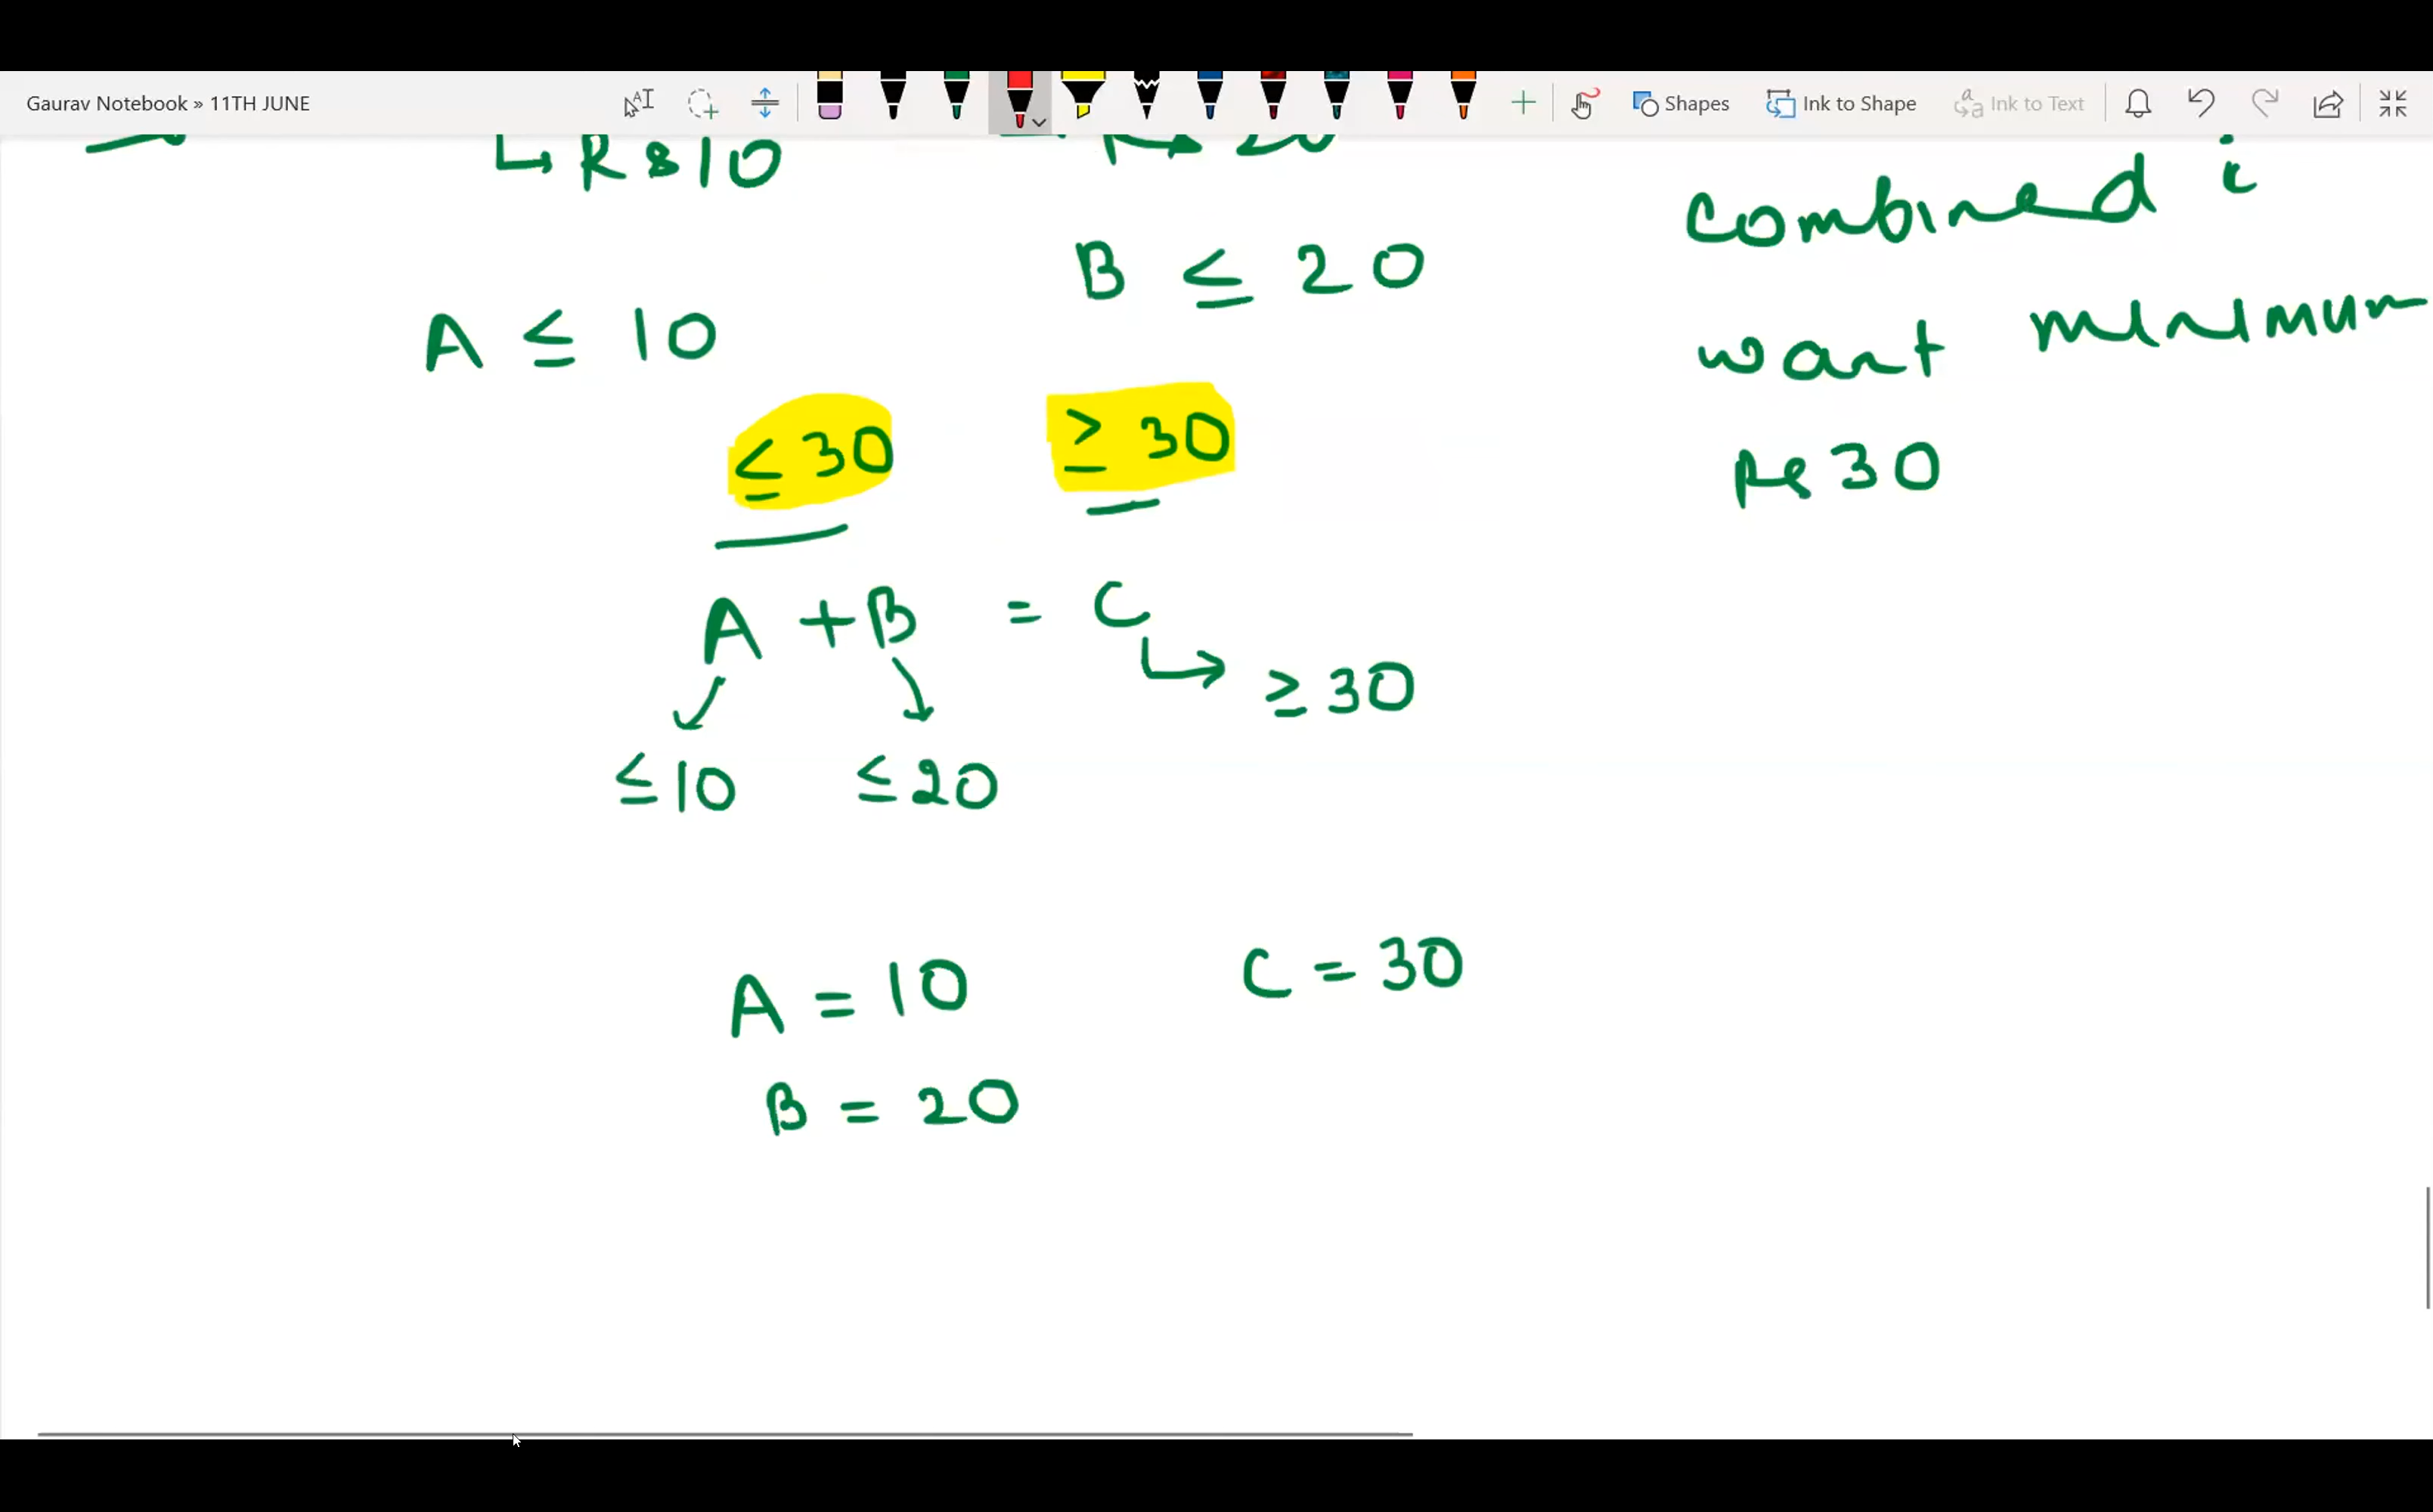 Gaurav Notebook » 11TH JUNE
Shapes
Ink to Shape
Ink to Text
↳ Rs 10
20
combined i
B ≤ 20
A ≤ 10
want minimum
≤ 30
≥ 30
Rs 30
A + B = C
↳ ≥ 30
≤ 10 ≤ 20
A = 10
C = 30
B = 20